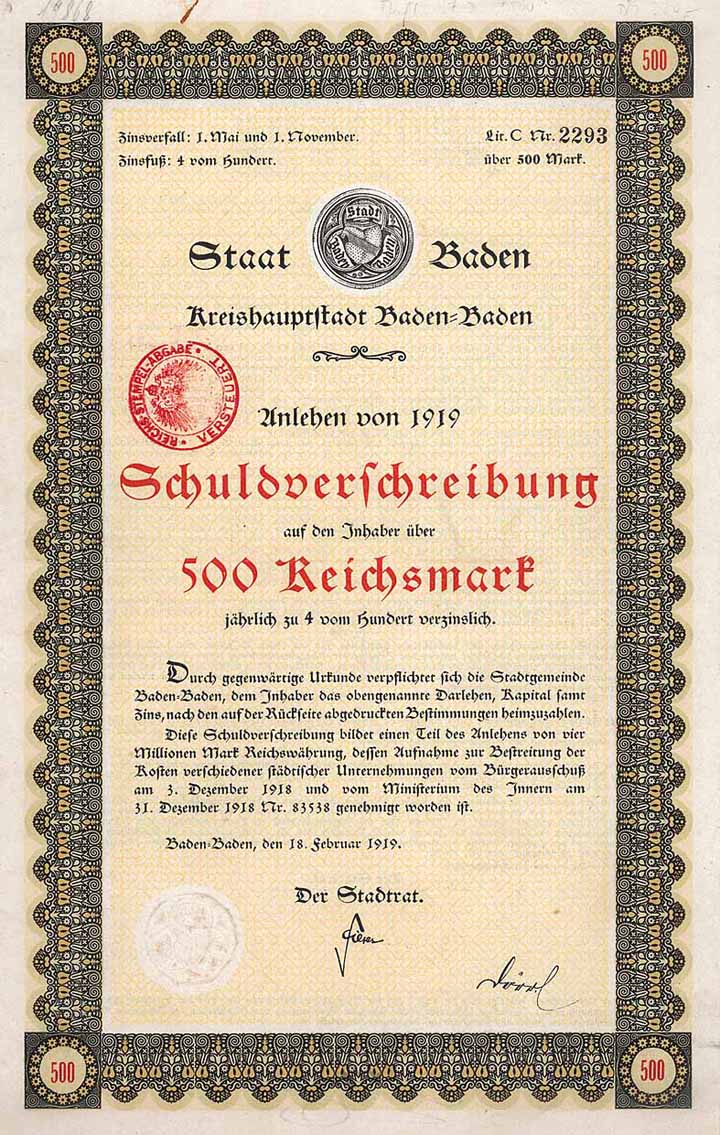 500 500
Zinsverfall: 1. Mai und 1. November. Lit. C Nr. 2293
Zinsfuß: 4 vom Hundert. über 500 Mark.
Stadt
Baden Baden
Staat Baden
Kreishauptstadt Baden-Baden
REICHS-STEMPEL-ABGABE
VERSTEUERT
Anlehen von 1919
Schuldverschreibung
auf den Inhaber über
500 Reichsmark
jährlich zu 4 vom Hundert verzinslich.
Durch gegenwärtige Urkunde verpflichtet sich die Stadtgemeinde
Baden-Baden, dem Inhaber das obengenannte Darlehen, Kapital samt
Zins, nach den auf der Rückseite abgedruckten Bestimmungen heimzuzahlen.
Diese Schuldverschreibung bildet einen Teil des Anlehens von vier
Millionen Mark Reichswährung, dessen Aufnahme zur Bestreitung der
Kosten verschiedener städtischer Unternehmungen vom Bürgerausschuß
am 3. Dezember 1918 und vom Ministerium des Innern am
31. Dezember 1918 Nr. 83538 genehmigt worden ist.
Baden-Baden, den 18. Februar 1919.
Der Stadtrat.
500 500